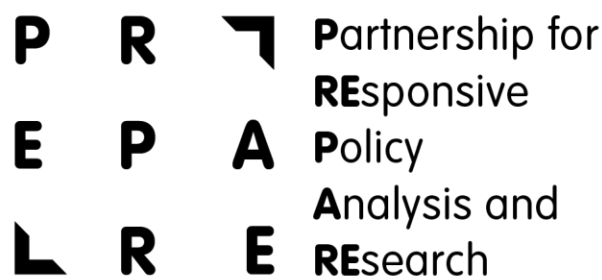 P R
E P A
R E
Partnership for
REsponsive
Policy
Analysis and
REsearch